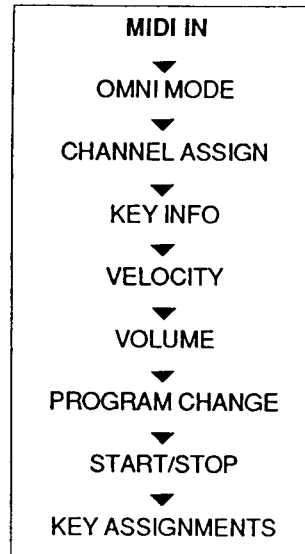 MIDI IN
OMNI MODE
CHANNEL ASSIGN
KEY INFO
VELOCITY
VOLUME
PROGRAM CHANGE
START/STOP
KEY ASSIGNMENTS